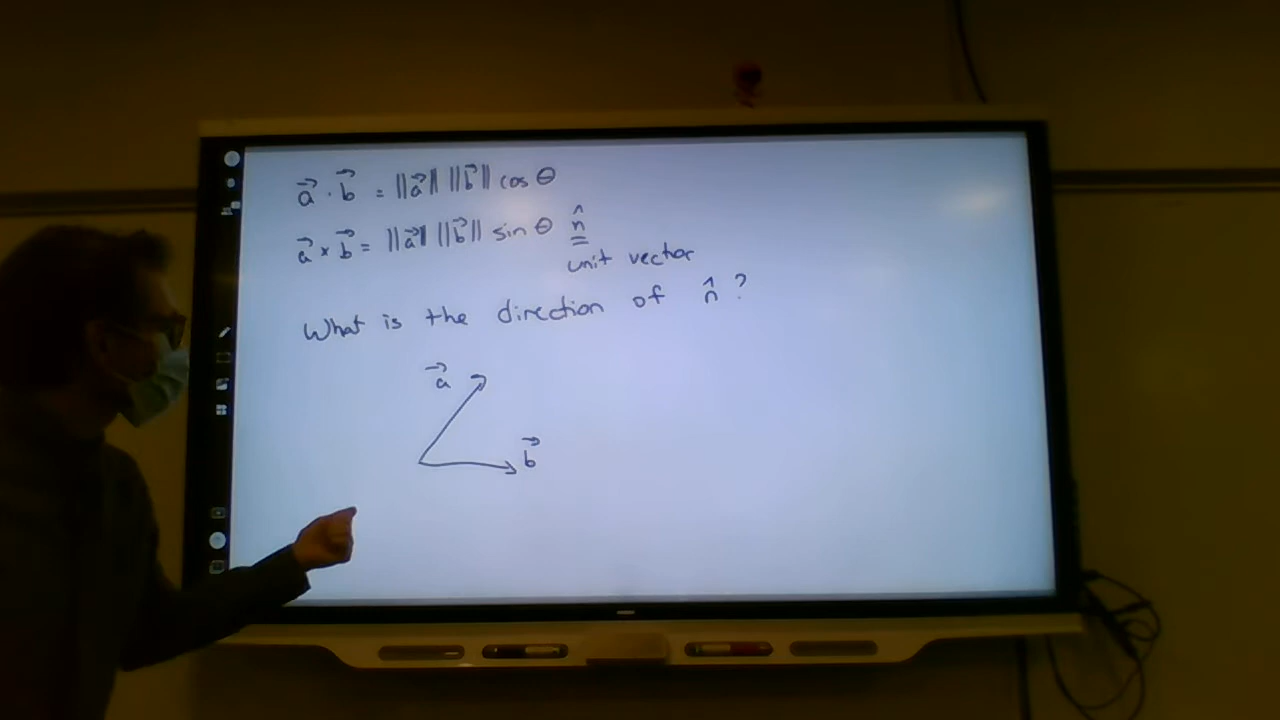 a⃗ · b⃗ = ||a⃗|| ||b⃗|| cos θ
a⃗ × b⃗ = ||a⃗|| ||b⃗|| sin θ n̂
unit vector
What is the direction of n̂ ?
a⃗
b⃗